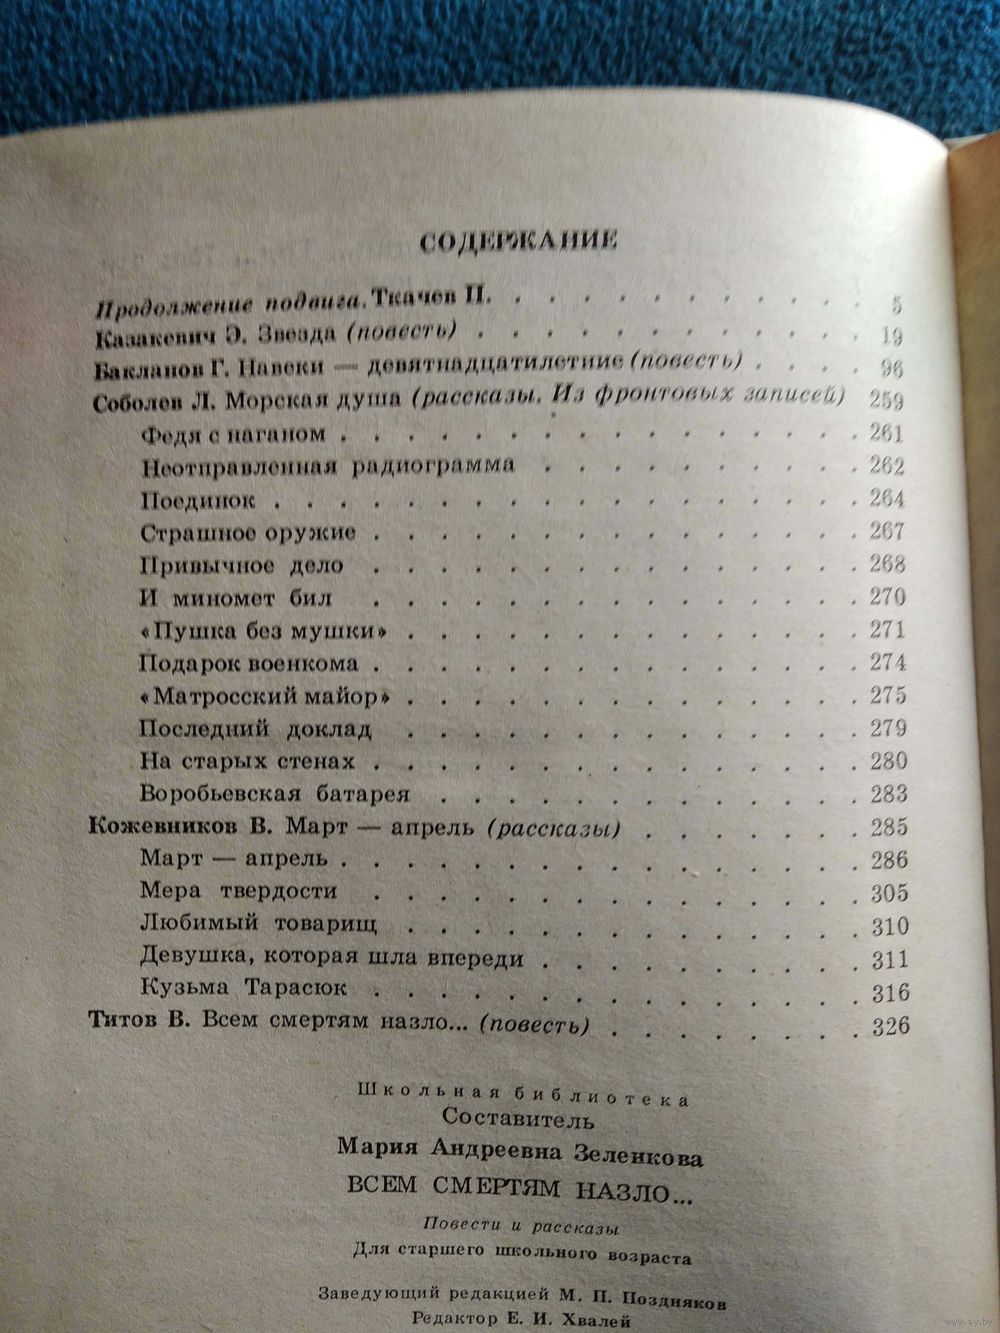 СОДЕРЖАНИЕ
Продолжение подвига. Ткачев П. . . . . . . . . . . . 5
Казакевич Э. Звезда (повесть) . . . . . . . . . . . . 19
Бакланов Г. Навеки — девятнадцатилетние (повесть) . . . . 96
Соболев Л. Морская душа (рассказы. Из фронтовых записей) 259
Федя с наганом . . . . . . . . . . . . . . . . 261
Неотправленная радиограмма . . . . . . . . . . 262
Поединок . . . . . . . . . . . . . . . . . . 264
Страшное оружие . . . . . . . . . . . . . . . 267
Привычное дело . . . . . . . . . . . . . . . 268
И миномет бил . . . . . . . . . . . . . . . 270
«Пушка без мушки» . . . . . . . . . . . . . . 271
Подарок военкома . . . . . . . . . . . . . . . 274
«Матросский майор» . . . . . . . . . . . . . . 275
Последний доклад . . . . . . . . . . . . . . 279
На старых стенах . . . . . . . . . . . . . . . 280
Воробьевская батарея . . . . . . . . . . . . . 283
Кожевников В. Март — апрель (рассказы) . . . . . . . 285
Март — апрель . . . . . . . . . . . . . . . . 286
Мера твердости . . . . . . . . . . . . . . . 305
Любимый товарищ . . . . . . . . . . . . . . 310
Девушка, которая шла впереди . . . . . . . . . . 311
Кузьма Тарасюк . . . . . . . . . . . . . . . 316
Титов В. Всем смертям назло... (повесть) . . . . . . . . 326
Школьная библиотека
Составитель
Мария Андреевна Зеленкова
ВСЕМ СМЕРТЯМ НАЗЛО...
Повести и рассказы
Для старшего школьного возраста
Заведующий редакцией М. П. Поздняков
Редактор Е. И. Хвалей
www.ay.by